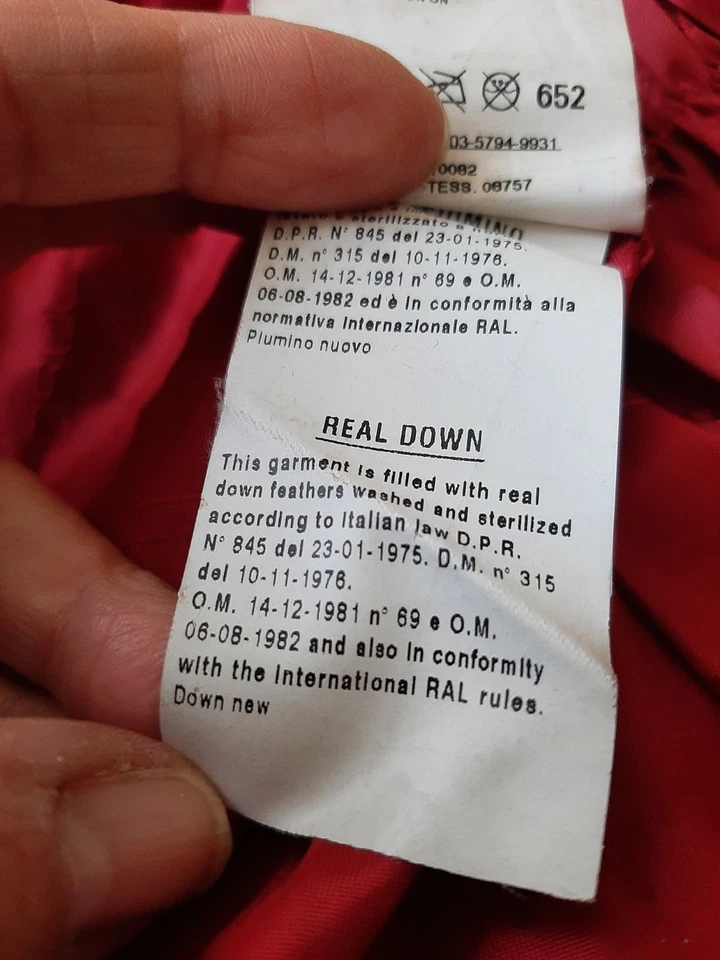 652
03-5794-9931
.0082
TESS. 08757
sterilizzato a
D.P.R. N° 845 del 23-01-1975.
D.M. n° 315 del 10-11-1976.
O.M. 14-12-1981 n° 69 e O.M.
06-08-1982 ed è in conformità alla
normativa internazionale RAL.
Piumino nuovo
REAL DOWN
This garment is filled with real
down feathers washed and sterilized
according to Italian law D.P.R.
N° 845 del 23-01-1975. D.M. n° 315
del 10-11-1976.
O.M. 14-12-1981 n° 69 e O.M.
06-08-1982 and also in conformity
with the international RAL rules.
Down new